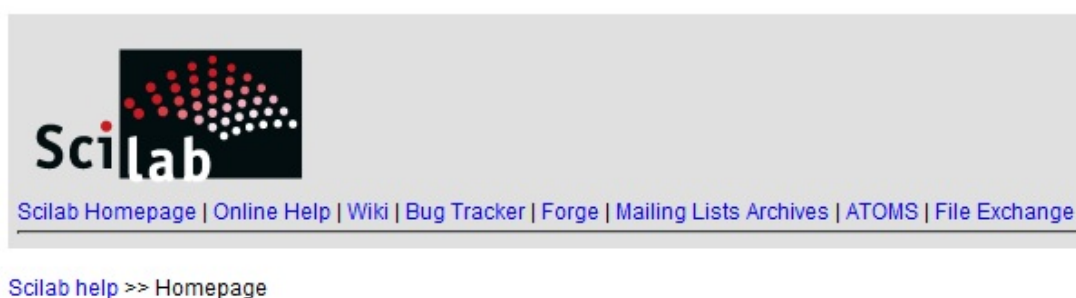 Scilab
Scilab Homepage | Online Help | Wiki | Bug Tracker | Forge | Mailing Lists Archives | ATOMS | File Exchange
Scilab help >> Homepage